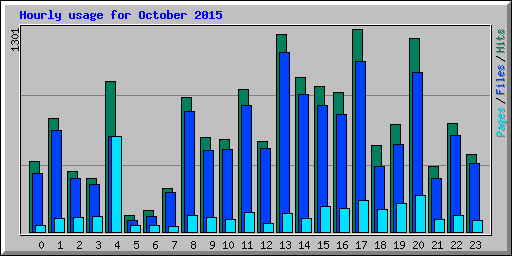 Hourly usage for October 2015
1301
Pages/Files/Hits
0 1 2 3 4 5 6 7 8 9 10 11 12 13 14 15 16 17 18 19 20 21 22 23